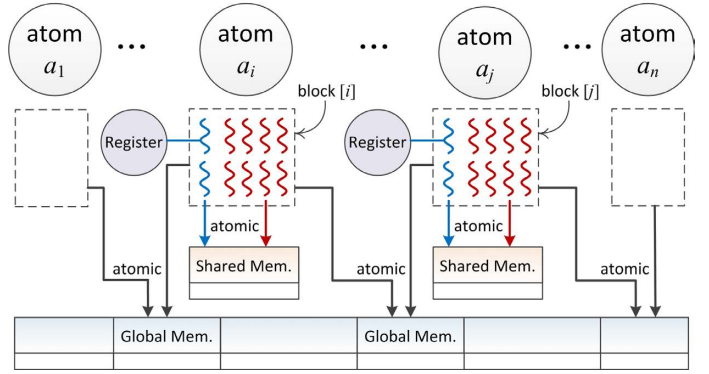 atom
a1
...
atom
ai
...
atom
aj
...
atom
an
block [i]
block [j]
Register
Register
atomic
atomic
Shared Mem.
Shared Mem.
atomic
atomic
atomic
Global Mem.
Global Mem.